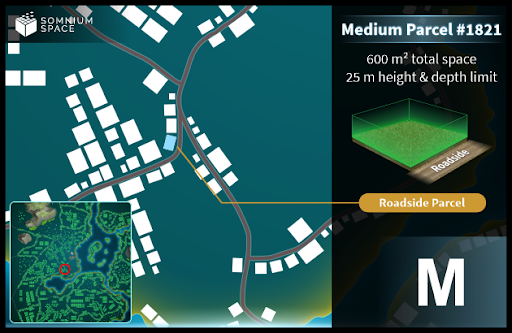 SOMNIUM
SPACE
Medium Parcel #1821
600 m² total space
25 m height & depth limit
Roadside
Roadside Parcel
M